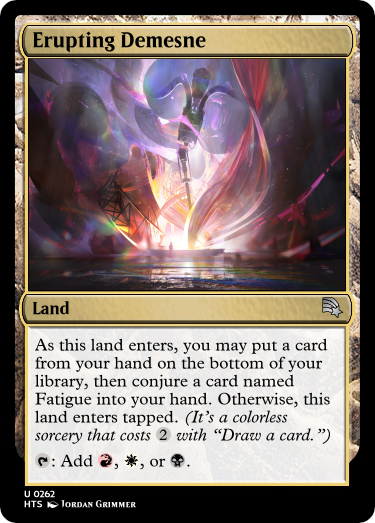 Erupting Demesne
Land
As this land enters, you may put a card
from your hand on the bottom of your
library, then conjure a card named
Fatigue into your hand. Otherwise, this
land enters tapped. (It's a colorless
sorcery that costs 2 with “Draw a card.”)
: Add , , or .
U 0262
HTS Jordan Grimmer